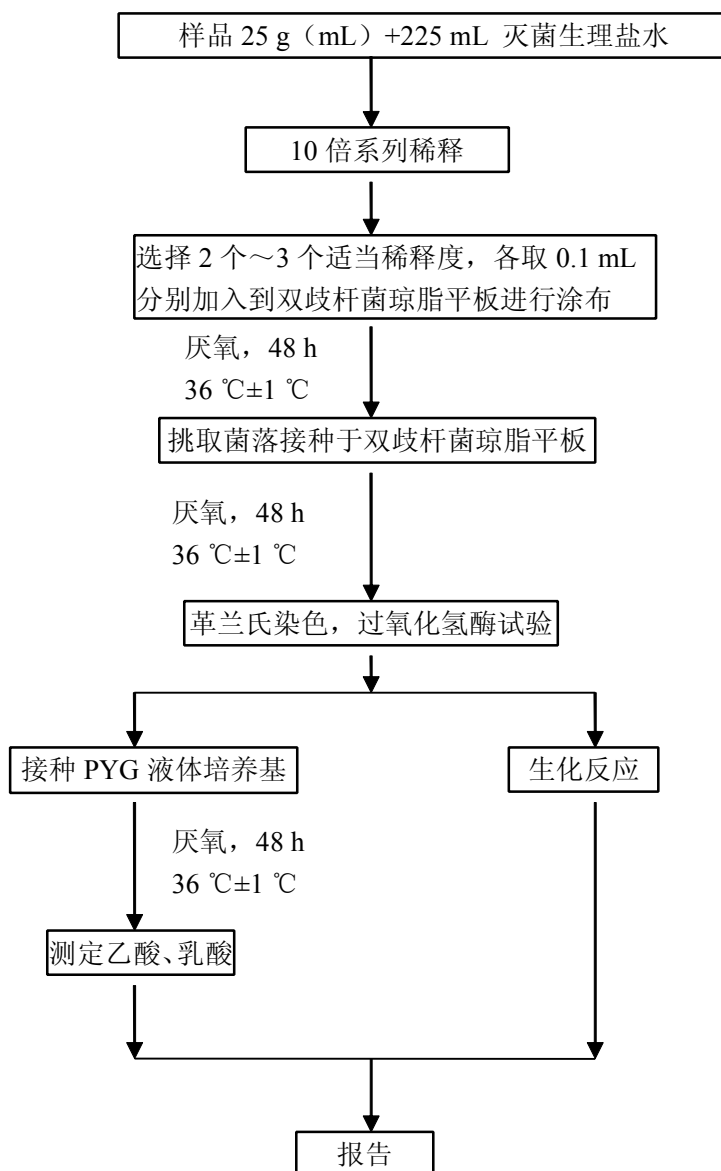 样品 25 g（mL）+225 mL 灭菌生理盐水
10 倍系列稀释
选择 2 个～3 个适当稀释度，各取 0.1 mL
分别加入到双歧杆菌琼脂平板进行涂布
厌氧，48 h
36 ℃±1 ℃
挑取菌落接种于双歧杆菌琼脂平板
厌氧，48 h
36 ℃±1 ℃
革兰氏染色，过氧化氢酶试验
接种 PYG 液体培养基
生化反应
厌氧，48 h
36 ℃±1 ℃
测定乙酸、乳酸
报告